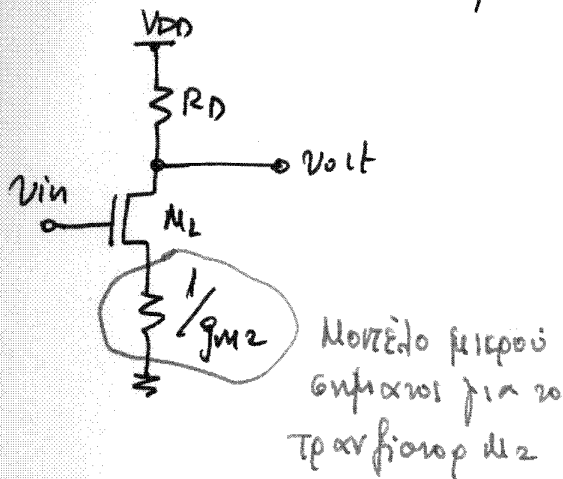 VDD
RD
Vout
Vin
M1
1/gm2
Μοντέλο μικρού
σήματος για το
τρανζίστορ M2